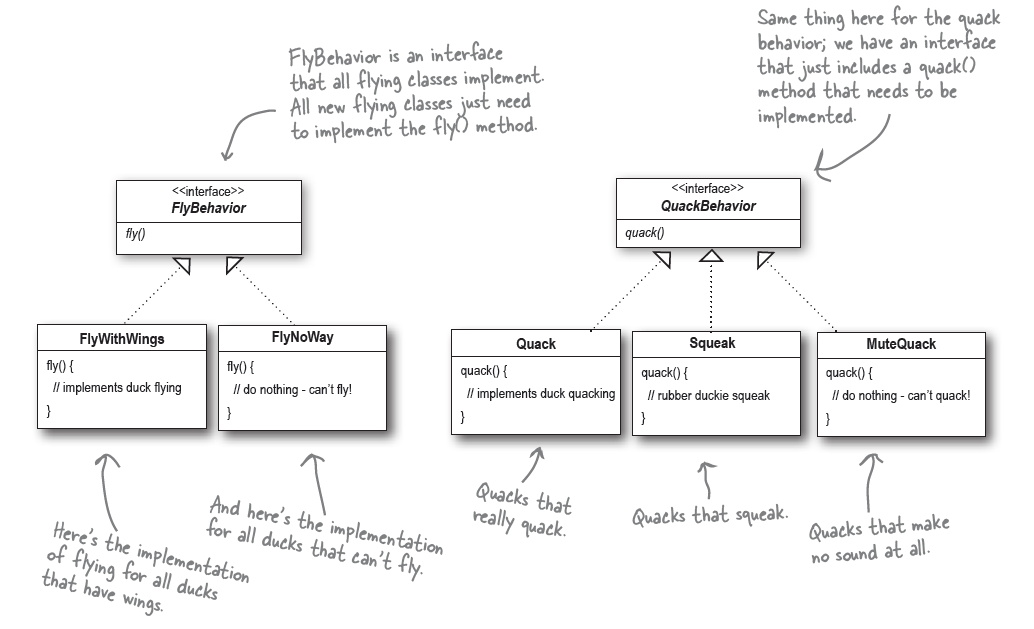 FlyBehavior is an interface
that all flying classes implement.
All new flying classes just need
to implement the fly() method.
Same thing here for the quack
behavior; we have an interface
that just includes a quack()
method that needs to be
implemented.
<<interface>>
FlyBehavior
fly()
<<interface>>
QuackBehavior
quack()
FlyWithWings
fly() {
// implements duck flying
}
FlyNoWay
fly() {
// do nothing - can't fly!
}
Quack
quack() {
// implements duck quacking
}
Squeak
quack() {
// rubber duckie squeak
}
MuteQuack
quack() {
// do nothing - can't quack!
}
Here's the implementation
of flying for all ducks
that have wings.
And here's the implementation
for all ducks that can't fly.
Quacks that
really quack.
Quacks that squeak.
Quacks that make
no sound at all.